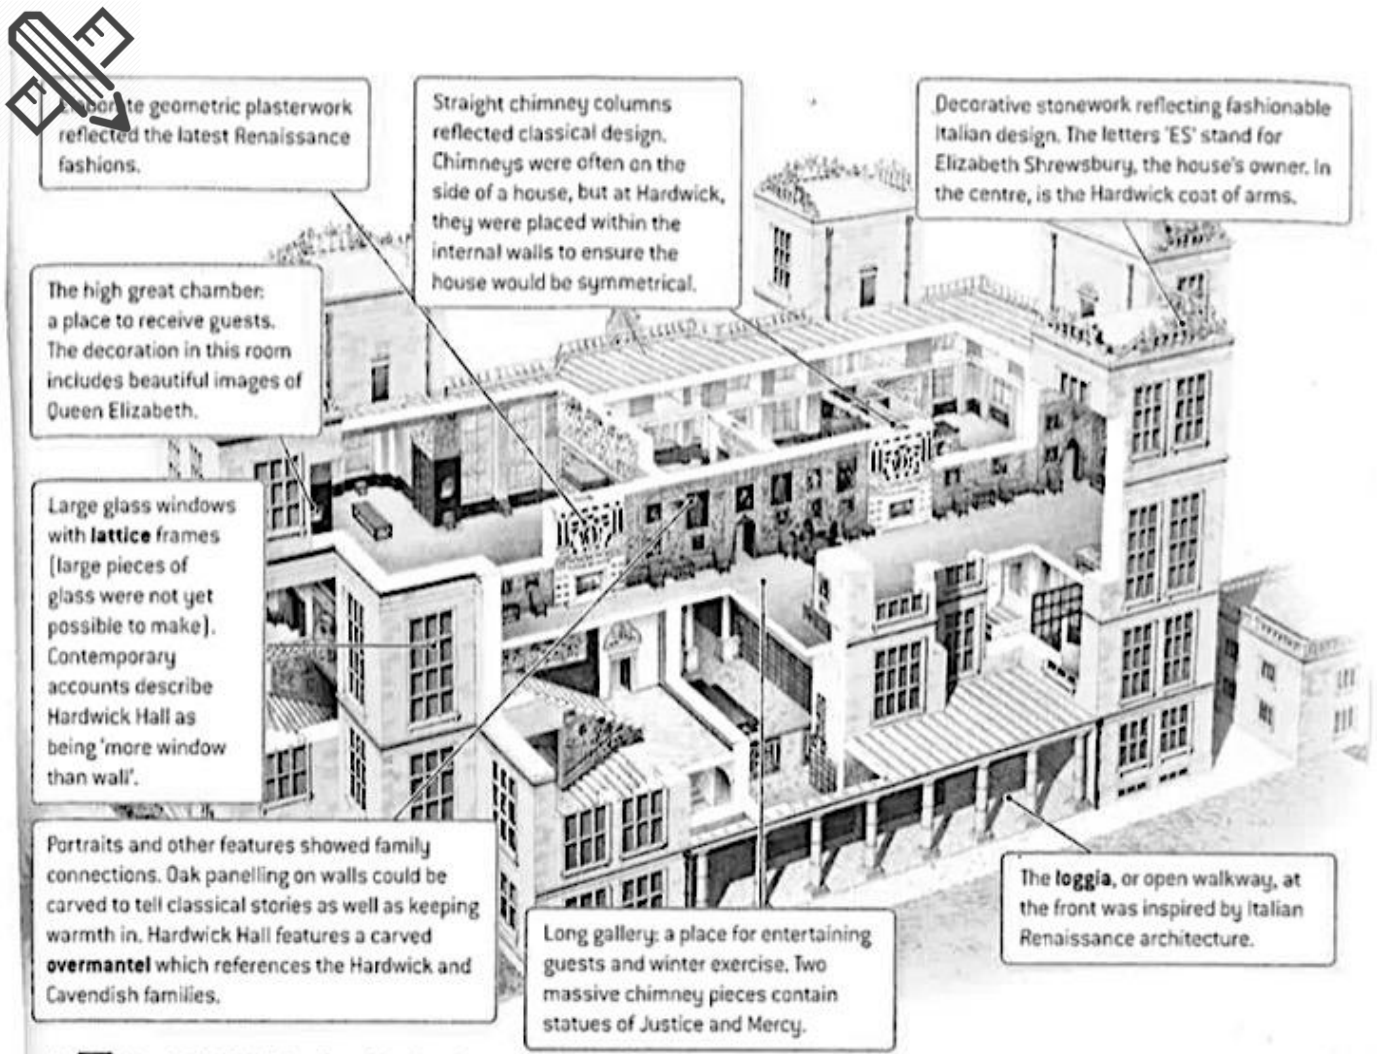 Elaborate geometric plasterwork
reflected the latest Renaissance
fashions.
Straight chimney columns
reflected classical design.
Chimneys were often on the
side of a house, but at Hardwick,
they were placed within the
internal walls to ensure the
house would be symmetrical.
Decorative stonework reflecting fashionable
Italian design. The letters 'ES' stand for
Elizabeth Shrewsbury, the house's owner. In
the centre, is the Hardwick coat of arms.
The high great chamber:
a place to receive guests.
The decoration in this room
includes beautiful images of
Queen Elizabeth.
Large glass windows
with lattice frames
(large pieces of
glass were not yet
possible to make).
Contemporary
accounts describe
Hardwick Hall as
being 'more window
than wall'.
Portraits and other features showed family
connections. Oak panelling on walls could be
carved to tell classical stories as well as keeping
warmth in. Hardwick Hall features a carved
overmantel which references the Hardwick and
Cavendish families.
Long gallery: a place for entertaining
guests and winter exercise. Two
massive chimney pieces contain
statues of Justice and Mercy.
The loggia, or open walkway, at
the front was inspired by Italian
Renaissance architecture.